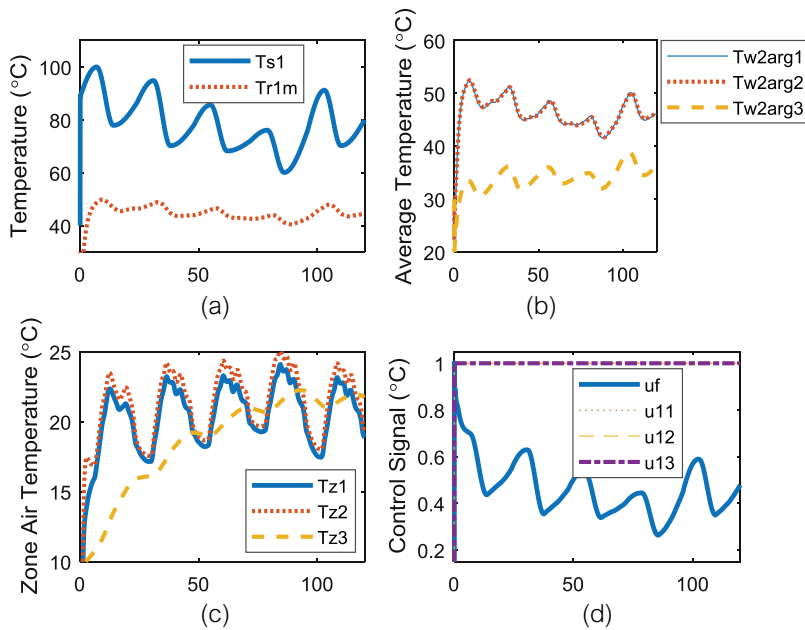 Temperature (°C)
100
80
60
40
0
50
100
Ts1
Tr1m
(a)
Average Temperature (°C)
60
50
40
30
20
0
50
100
Tw2arg1
Tw2arg2
Tw2arg3
(b)
Zone Air Temperature (°C)
25
20
15
10
0
50
100
Tz1
Tz2
Tz3
(c)
Control Signal (°C)
1
0.8
0.6
0.4
0.2
0
50
100
uf
u11
u12
u13
(d)